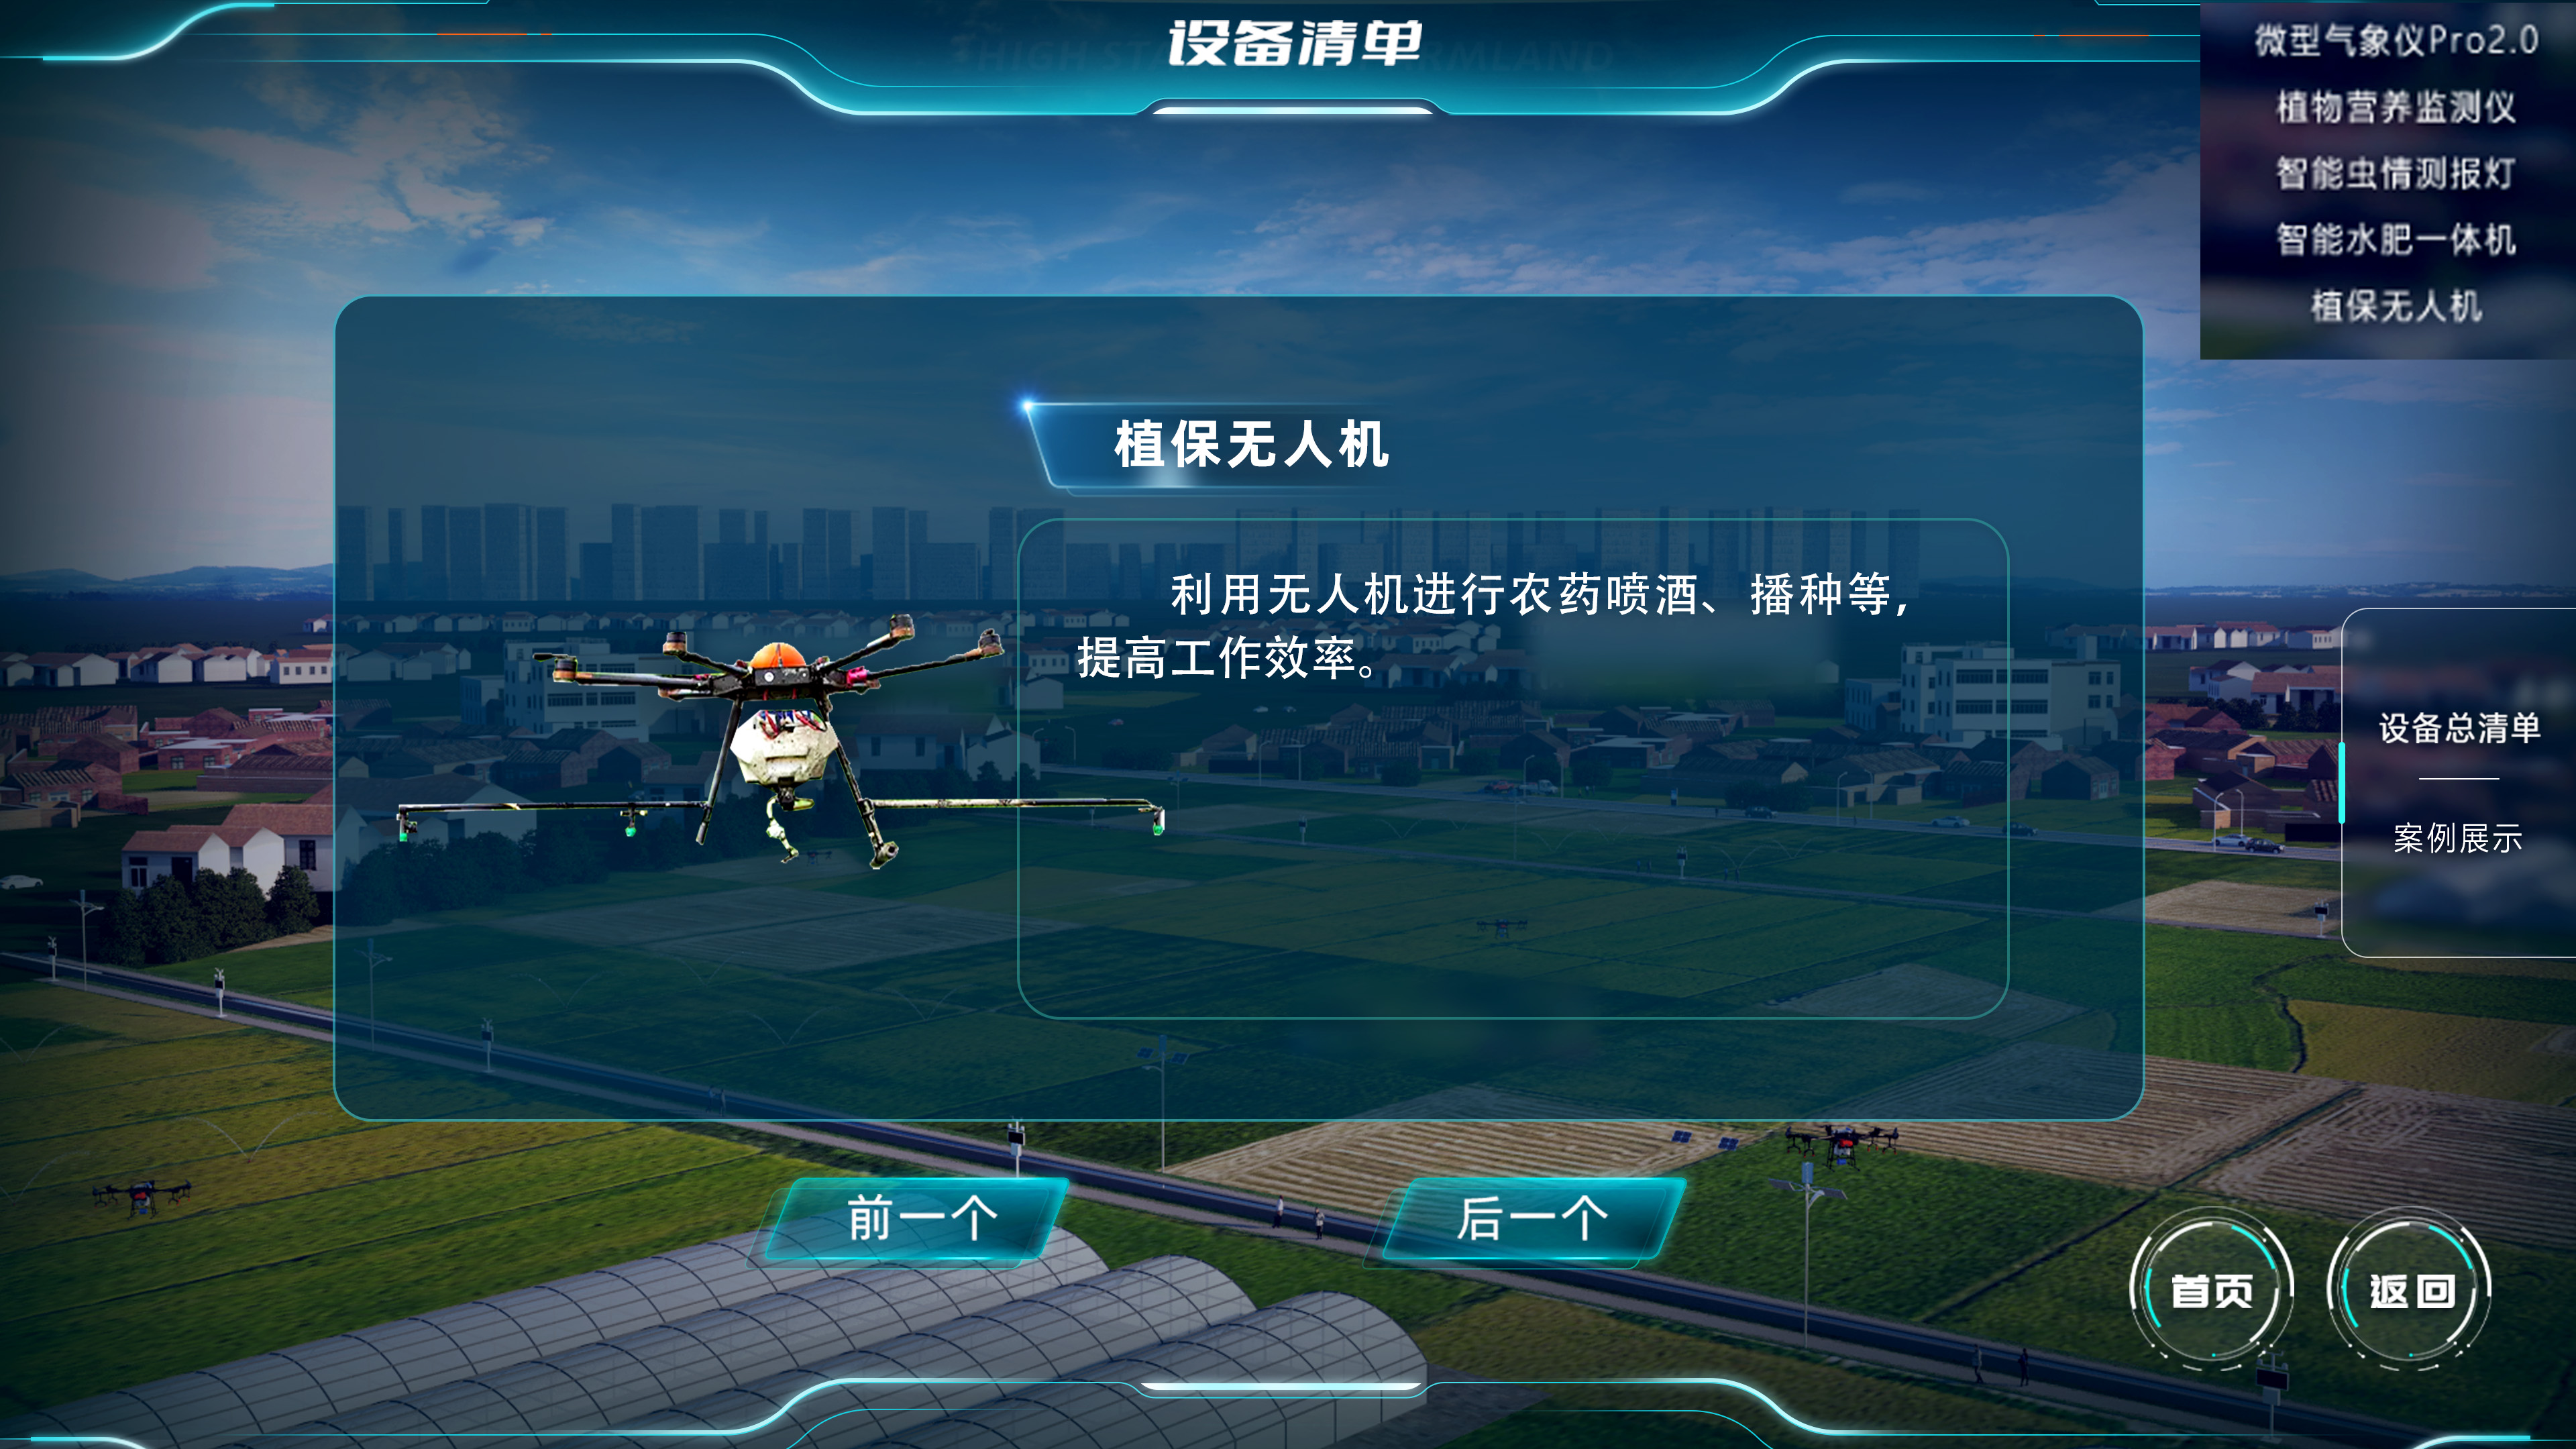 设备清单
微型气象仪Pro2.0
植物营养监测仪
智能虫情测报灯
智能水肥一体机
植保无人机
植保无人机
利用无人机进行农药喷洒、播种等,
提高工作效率。
设备总清单
案例展示
前一个
后一个
首页
返回